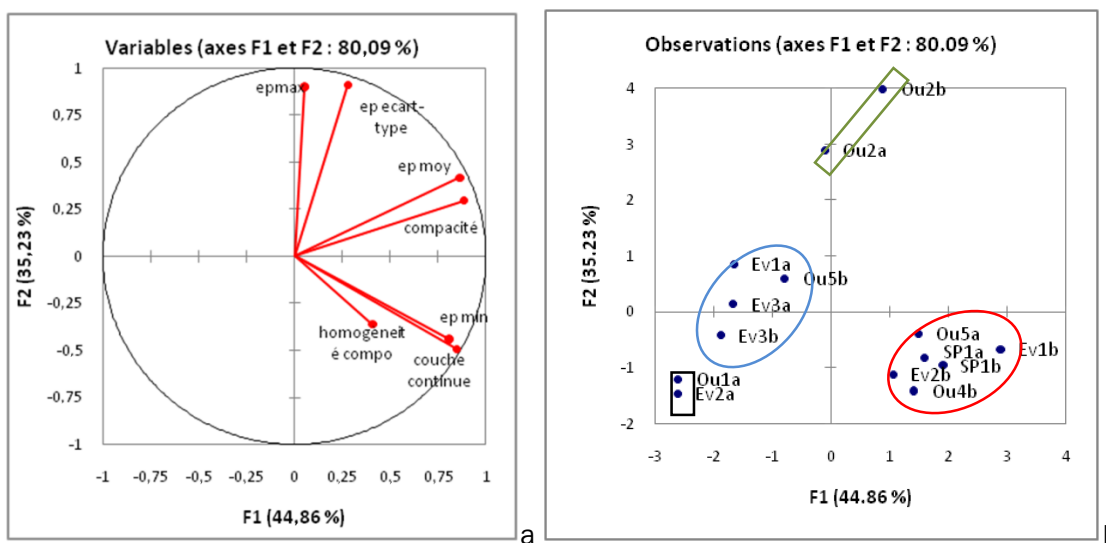 Variables (axes F1 et F2 : 80,09 %)
F2 (35,23 %)
1
0,75
0,5
0,25
0
-0,25
-0,5
-0,75
-1
epmax
ep ecart-
type
ep moy
compacité
ep min
homogeneit
é compo
couche
continue
-1
-0,75
-0,5
-0,25
0
0,25
0,5
0,75
1
F1 (44,86 %)
a
Observations (axes F1 et F2 : 80.09 %)
F2 (35.23 %)
4
3
2
1
0
-1
-2
Ou2b
Ou2a
Ev1a
Ou5b
Ev3a
Ev3b
Ou5a
SP1a
Ev1b
SP1b
Ev2b
Ou4b
Ou1a
Ev2a
-3
-2
-1
0
1
2
3
4
F1 (44.86 %)